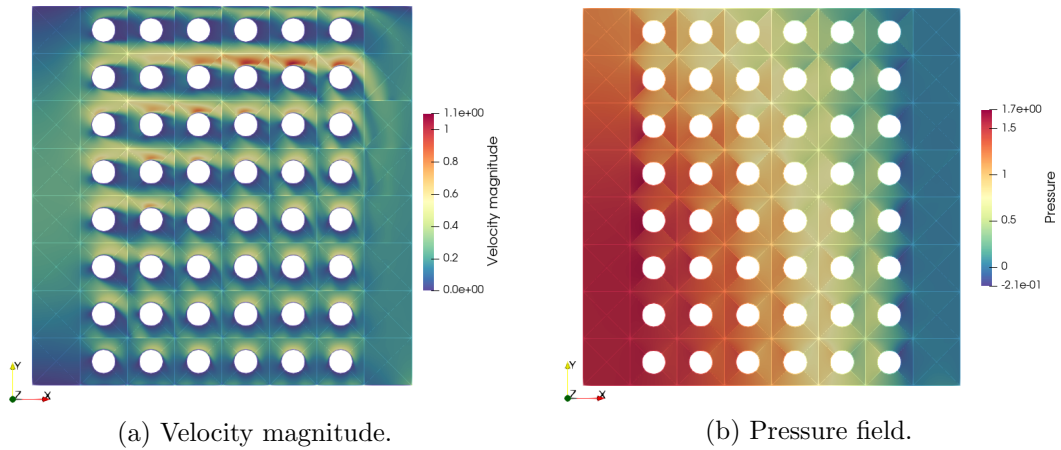 1.1e+00
1
0.8
0.6
0.4
0.2
0.0e+00
Velocity magnitude
Y
Z
X
(a) Velocity magnitude.
1.7e+00
1.5
1
0.5
0
-2.1e-01
Pressure
Y
Z
X
(b) Pressure field.